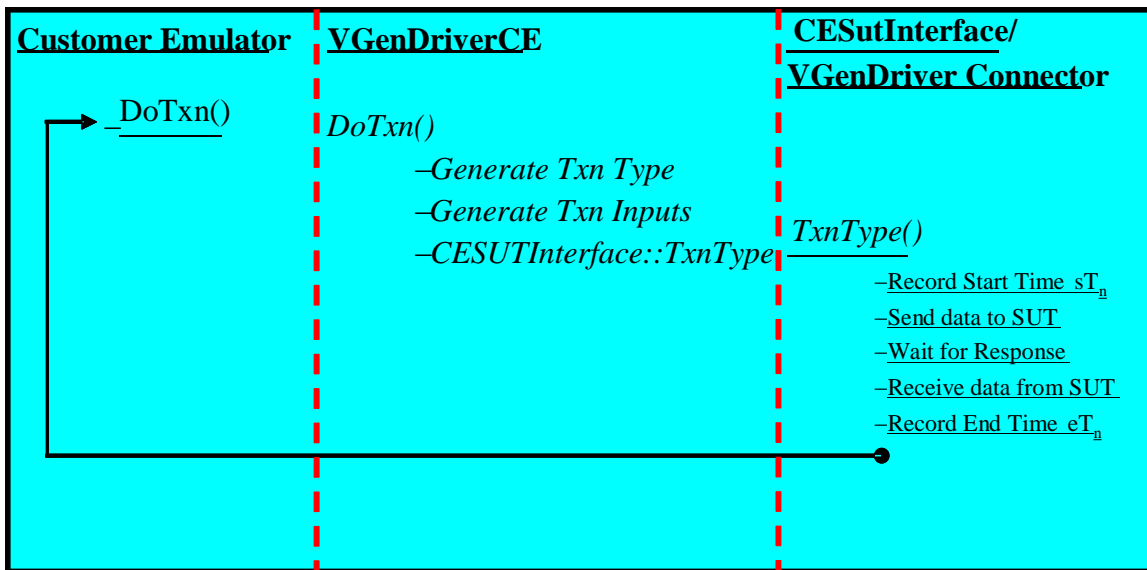 Customer Emulator
_DoTxn()
VGenDriverCE
DoTxn()
–Generate Txn Type
–Generate Txn Inputs
–CESUTInterface::TxnType
CESutInterface/
VGenDriver Connector
TxnType()
–Record Start Time sTn
–Send data to SUT
–Wait for Response
–Receive data from SUT
–Record End Time eTn